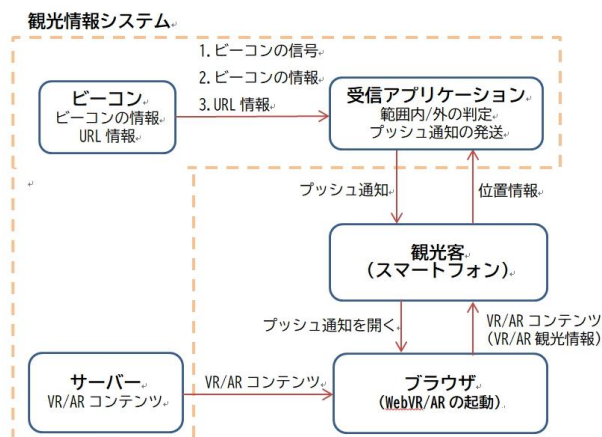 観光情報システム
1. ビーコンの信号
2. ビーコンの情報
3. URL 情報
ビーコン
ビーコンの情報
URL 情報
受信アプリケーション
範囲内/外の判定
プッシュ通知の発送
プッシュ通知
位置情報
観光客
(スマートフォン)
プッシュ通知を開く
VR/AR コンテンツ
(VR/AR 観光情報)
サーバー
VR/AR コンテンツ
VR/AR コンテンツ
ブラウザ
(WebVR/AR の起動)